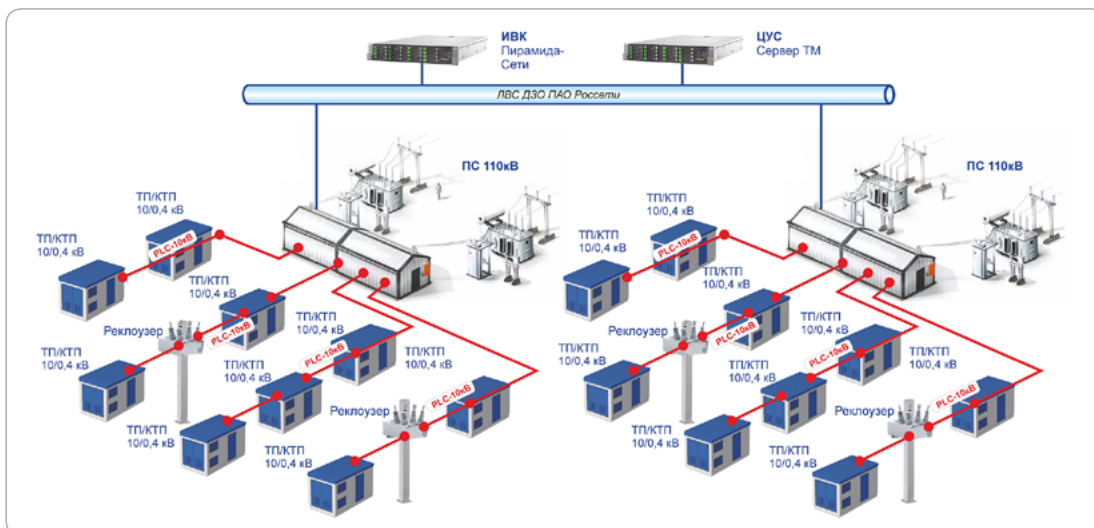 ИВК
Пирамида-
Сети
ЦУС
Сервер ТМ
ЛВС ДЗО ПАО Россети
ПС 110кВ
ТП/КТП
10/0,4 кВ
ТП/КТП
10/0,4 кВ
PLC-10кВ
ТП/КТП
10/0,4 кВ
Реклоузер
PLC-10кВ
ТП/КТП
10/0,4 кВ
ТП/КТП
10/0,4 кВ
ТП/КТП
10/0,4 кВ
PLC-10кВ
ТП/КТП
10/0,4 кВ
ТП/КТП
10/0,4 кВ
Реклоузер
PLC-10кВ
ТП/КТП
10/0,4 кВ
ПС 110кВ
ТП/КТП
10/0,4 кВ
ТП/КТП
10/0,4 кВ
PLC-10кВ
ТП/КТП
10/0,4 кВ
Реклоузер
PLC-10кВ
ТП/КТП
10/0,4 кВ
ТП/КТП
10/0,4 кВ
ТП/КТП
10/0,4 кВ
PLC-10кВ
ТП/КТП
10/0,4 кВ
ТП/КТП
10/0,4 кВ
Реклоузер
PLC-10кВ
ТП/КТП
10/0,4 кВ